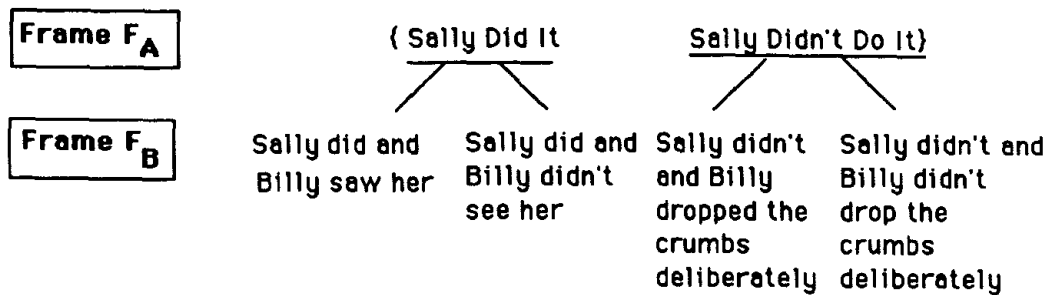 Frame F_A
{ Sally Did It Sally Didn't Do It}
Frame F_B
Sally did and
Billy saw her
Sally did and
Billy didn't
see her
Sally didn't
and Billy
dropped the
crumbs
deliberately
Sally didn't and
Billy didn't
drop the
crumbs
deliberately